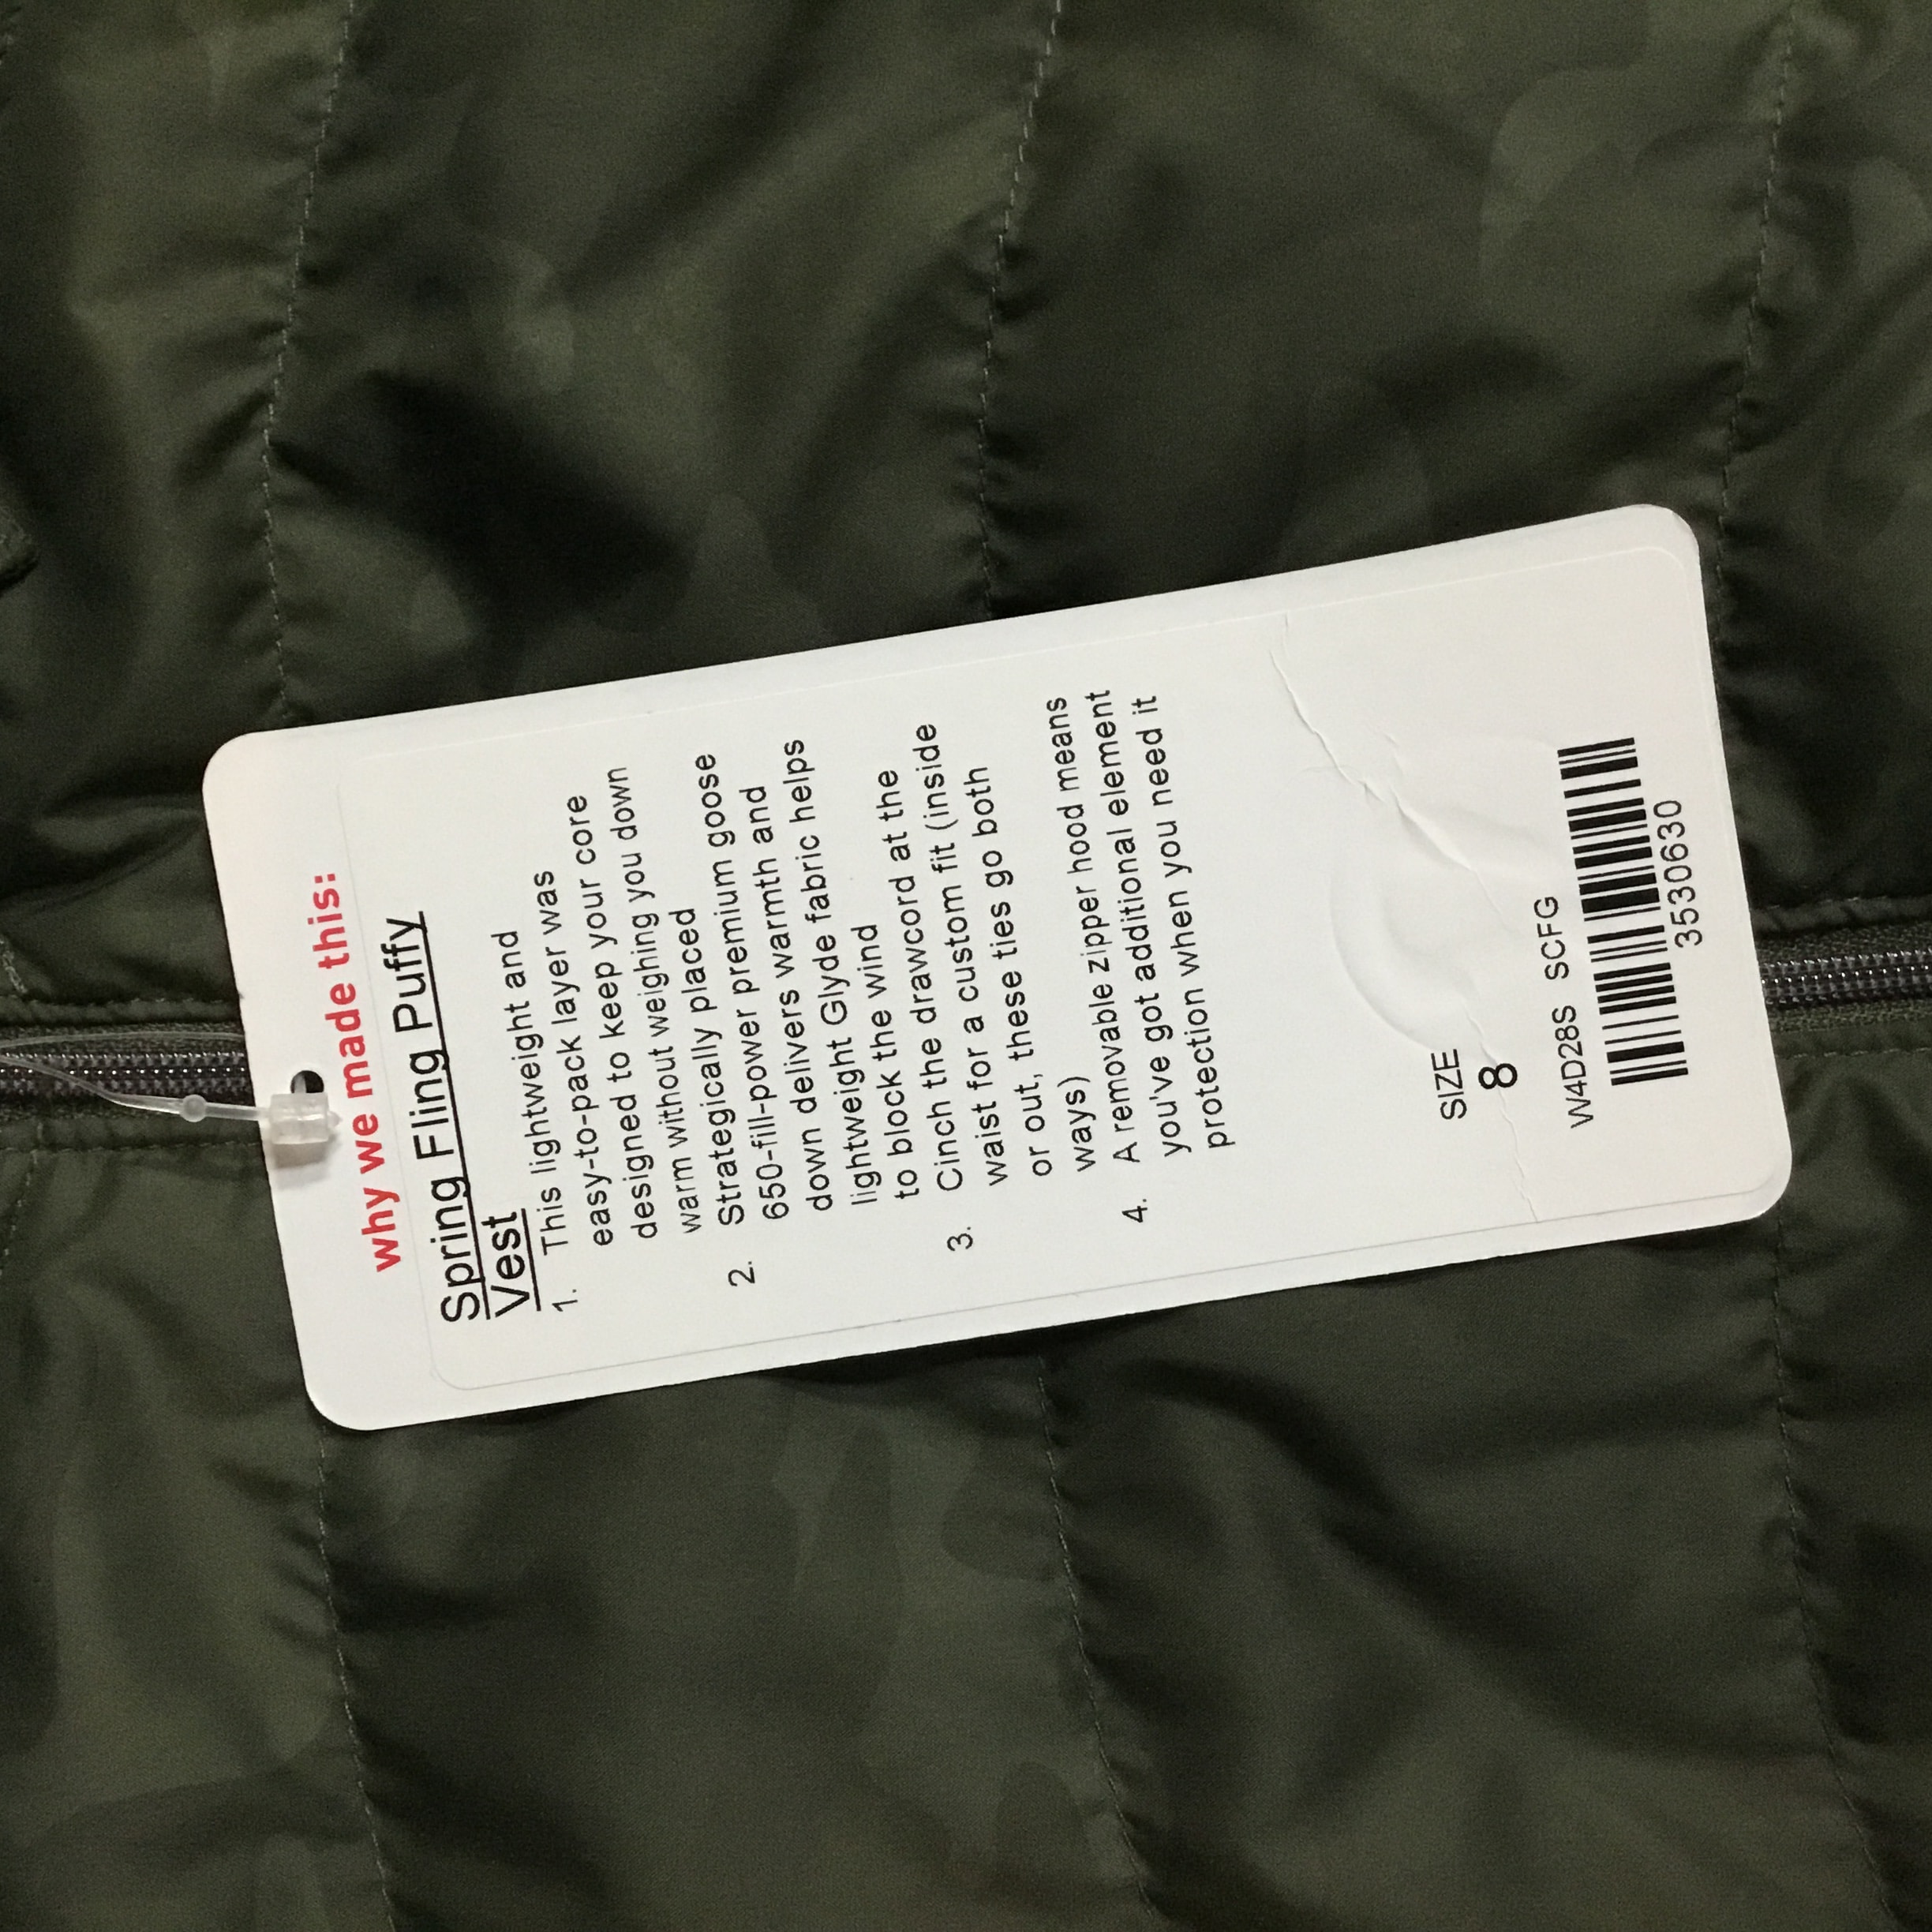 why we made this:
Spring Fling Puffy
Vest
1. This lightweight and
easy-to-pack layer was
designed to keep your core
warm without weighing you down
2. Strategically placed
650-fill-power premium goose
down delivers warmth and
lightweight Glyde fabric helps
to block the wind
3. Cinch the drawcord at the
waist for a custom fit (inside
or out, these ties go both
ways)
4. A removable zipper hood means
you've got additional element
protection when you need it
SIZE
8
W4D28S SCFG
3530630